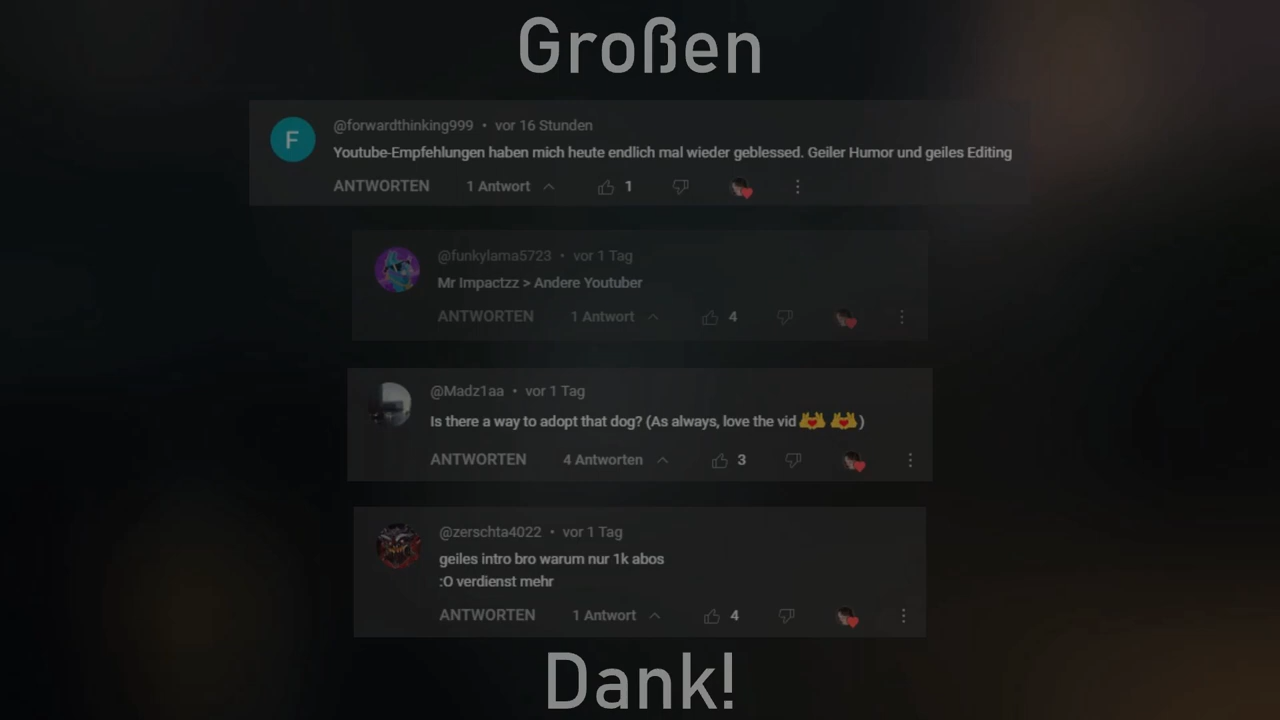 Großen
F
@forwardthinking999 • vor 16 Stunden
Youtube-Empfehlungen haben mich heute endlich mal wieder geblessed. Geiler Humor und geiles Editing
ANTWORTEN 1 Antwort 1
@funkylama5723 • vor 1 Tag
Mr Impactzz > Andere Youtuber
ANTWORTEN 1 Antwort 4
@Madz1aa • vor 1 Tag
Is there a way to adopt that dog? (As always, love the vid 🫶 🫶 )
ANTWORTEN 4 Antworten 3
@zerschta4022 • vor 1 Tag
geiles intro bro warum nur 1k abos
:O verdienst mehr
ANTWORTEN 1 Antwort 4
Dank!